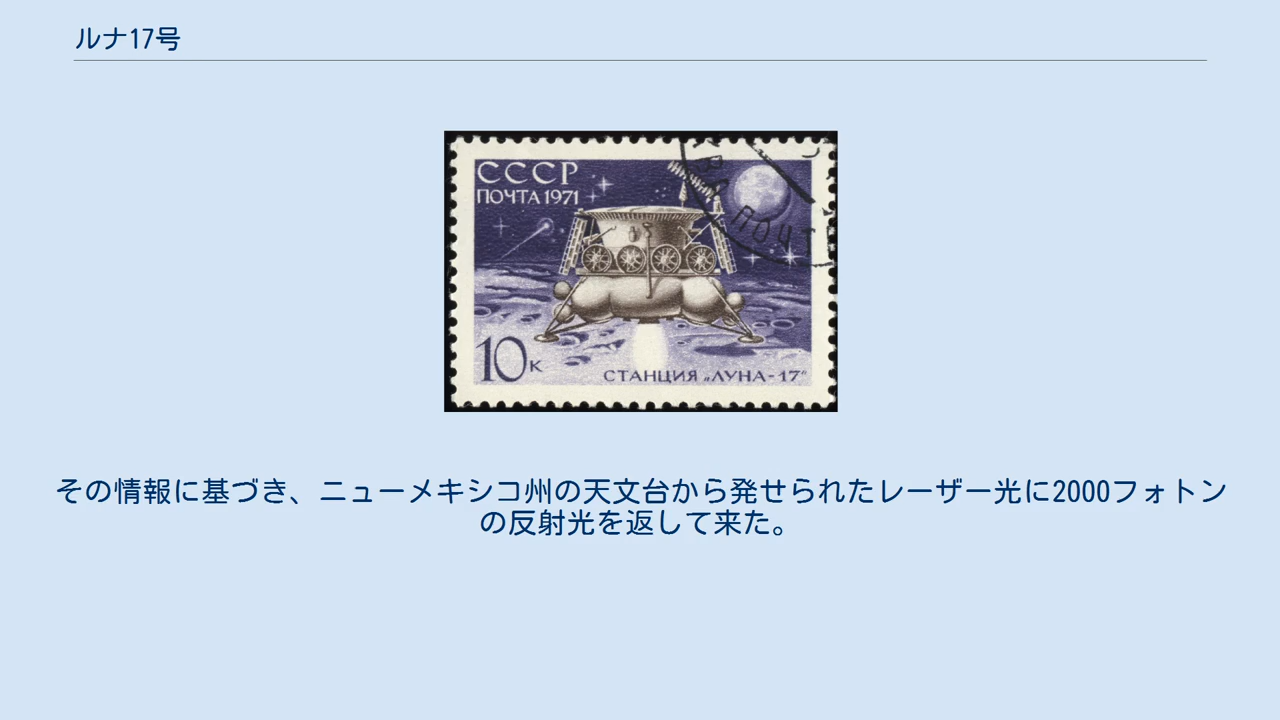 ルナ17号
СССР
ПОЧТА 1971
ПОЧТ
10к
СТАНЦИЯ „ЛУНА-17"
その情報に基づき、ニューメキシコ州の天文台から発せられたレーザー光に2000フォトン
の反射光を返して来た。